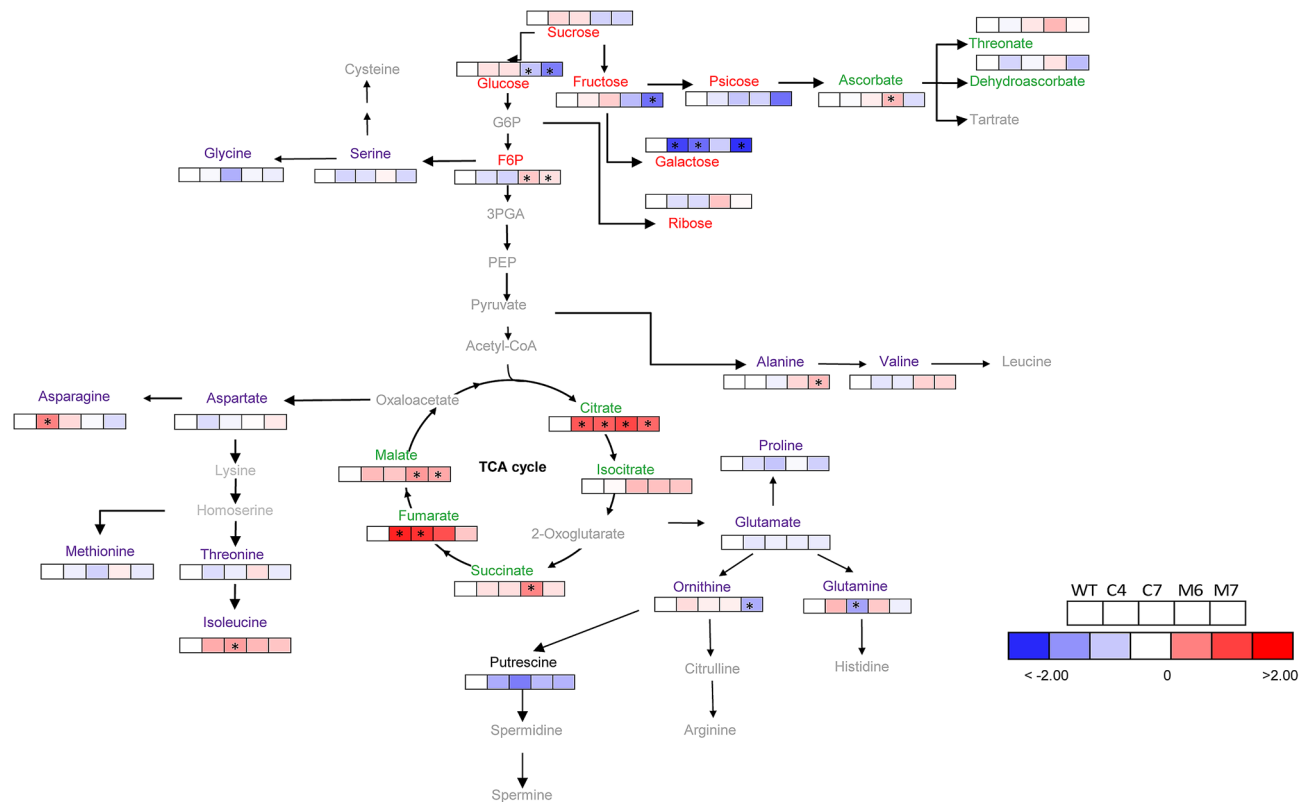 Sucrose
Threonate
Cysteine
Glucose
* *
Fructose
*
Psicose
Ascorbate
*
Dehydroascorbate
G6P
Tartrate
Glycine
Serine
F6P
* *
* * *
Galactose
3PGA
Ribose
PEP
Pyruvate
Acetyl-CoA
Alanine
*
Valine
Leucine
Asparagine
*
Aspartate
Oxaloacetate
Citrate
* * * *
Malate
* *
TCA cycle
Isocitrate
Proline
Lysine
Homoserine
Fumarate
* *
2-Oxoglutarate
Glutamate
Methionine
Threonine
Succinate
*
Ornithine
*
Glutamine
*
Isoleucine
*
WT C4 C7 M6 M7
< -2.00 0 >2.00
Putrescine
Citrulline
Histidine
Spermidine
Arginine
Spermine